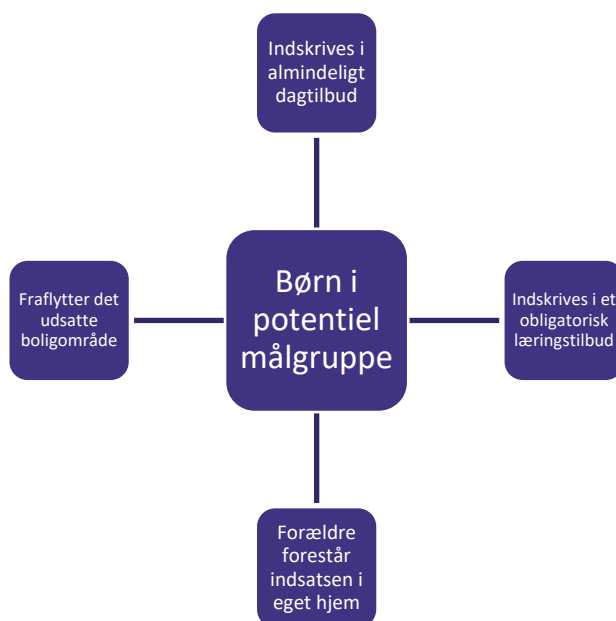 Indskrives i
almindeligt
dagtilbud
Fraflytter det
udsatte
boligområde
Børn i
potentiel
målgruppe
Indskrives i et
obligatorisk
læringstilbud
Forældre
forestår
indsatsen i
eget hjem